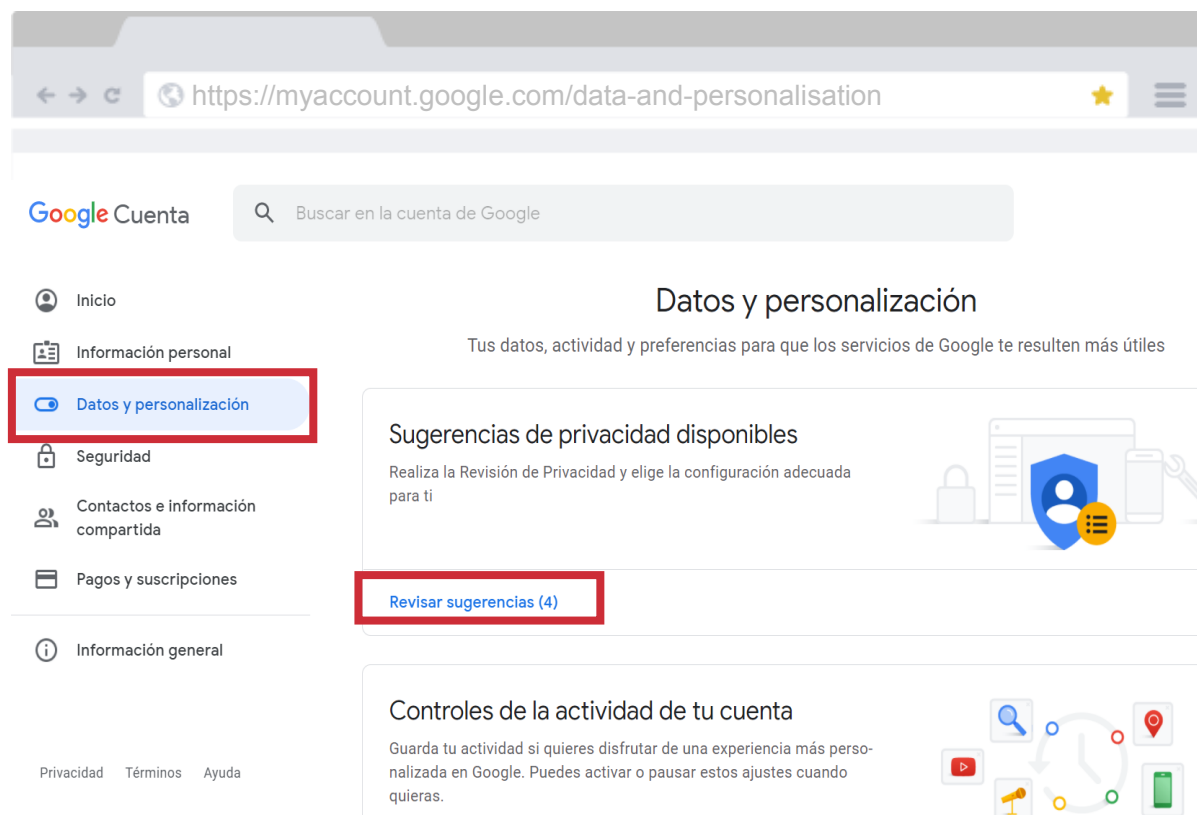 https://myaccount.google.com/data-and-personalisation
Google Cuenta
Buscar en la cuenta de Google
Inicio
Información personal
Datos y personalización
Seguridad
Contactos e información
compartida
Pagos y suscripciones
Información general
Privacidad Términos Ayuda
Datos y personalización
Tus datos, actividad y preferencias para que los servicios de Google te resulten más útiles
Sugerencias de privacidad disponibles
Realiza la Revisión de Privacidad y elige la configuración adecuada
para ti
Revisar sugerencias (4)
Controles de la actividad de tu cuenta
Guarda tu actividad si quieres disfrutar de una experiencia más perso-
nalizada en Google. Puedes activar o pausar estos ajustes cuando
quieras.